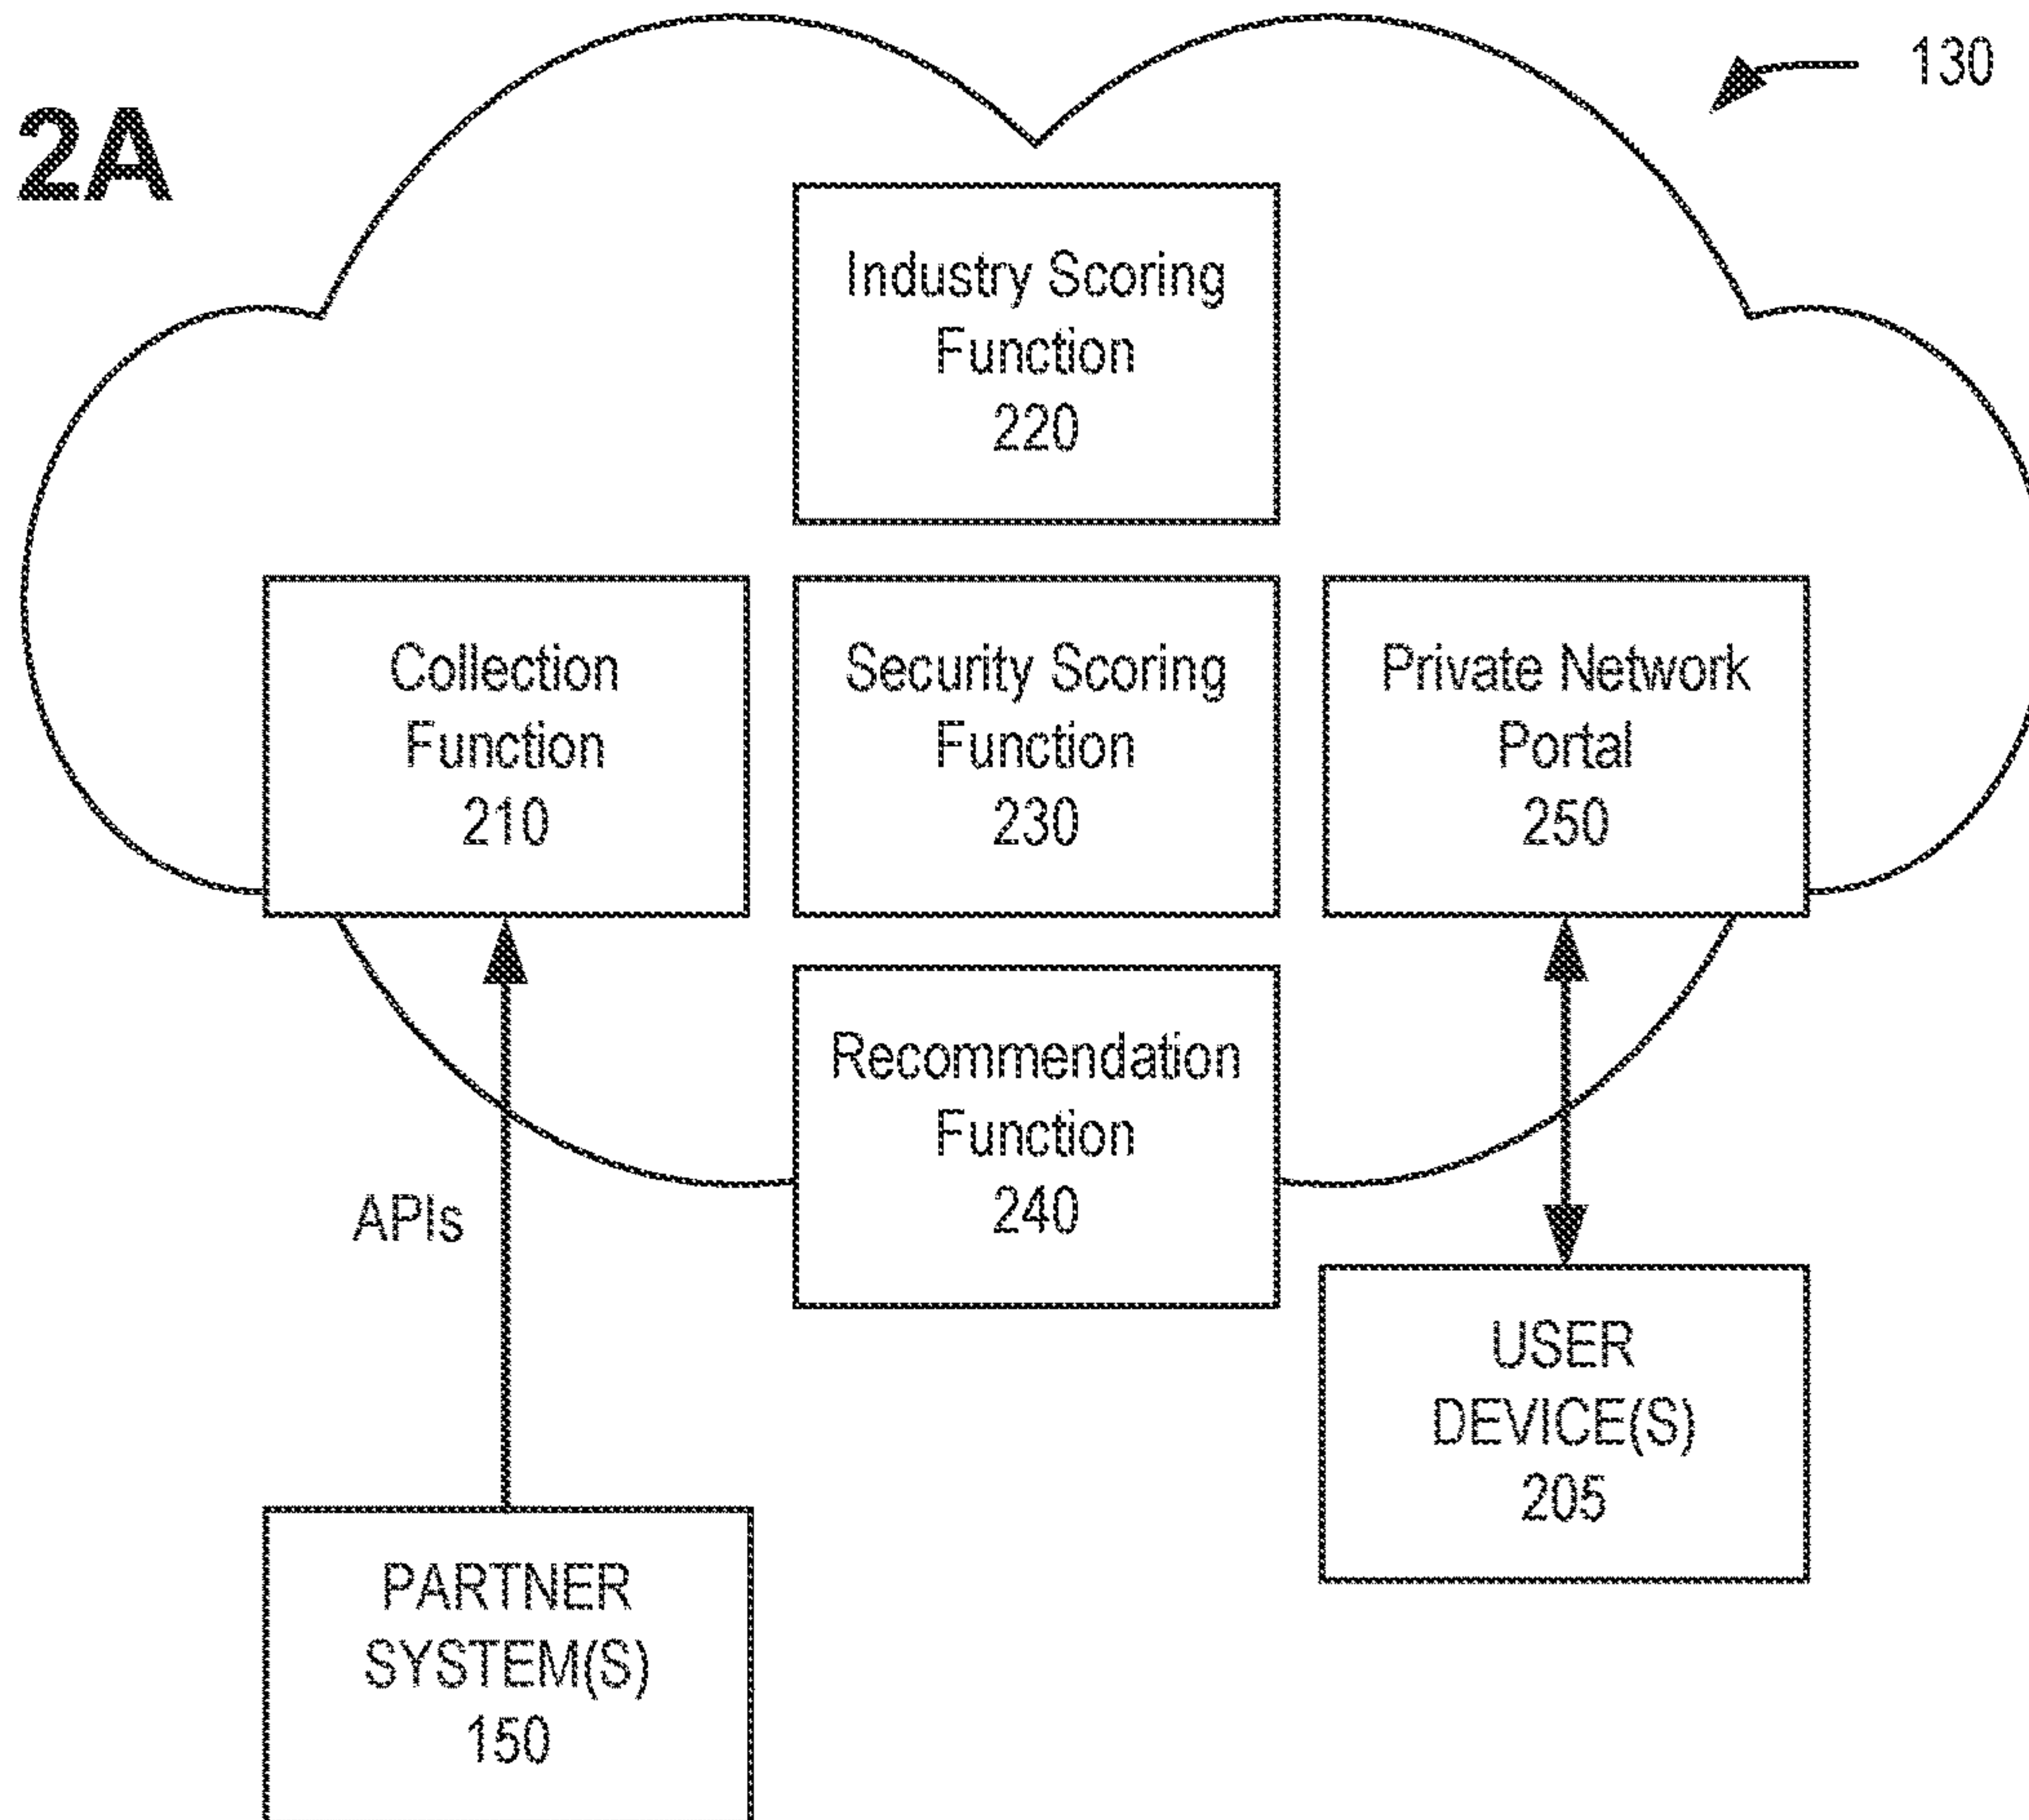 2A
130
Industry Scoring
Function
220
Collection
Function
210
Security Scoring
Function
230
Private Network
Portal
250
Recommendation
Function
240
APIs
USER
DEVICE(S)
205
PARTNER
SYSTEM(S)
150